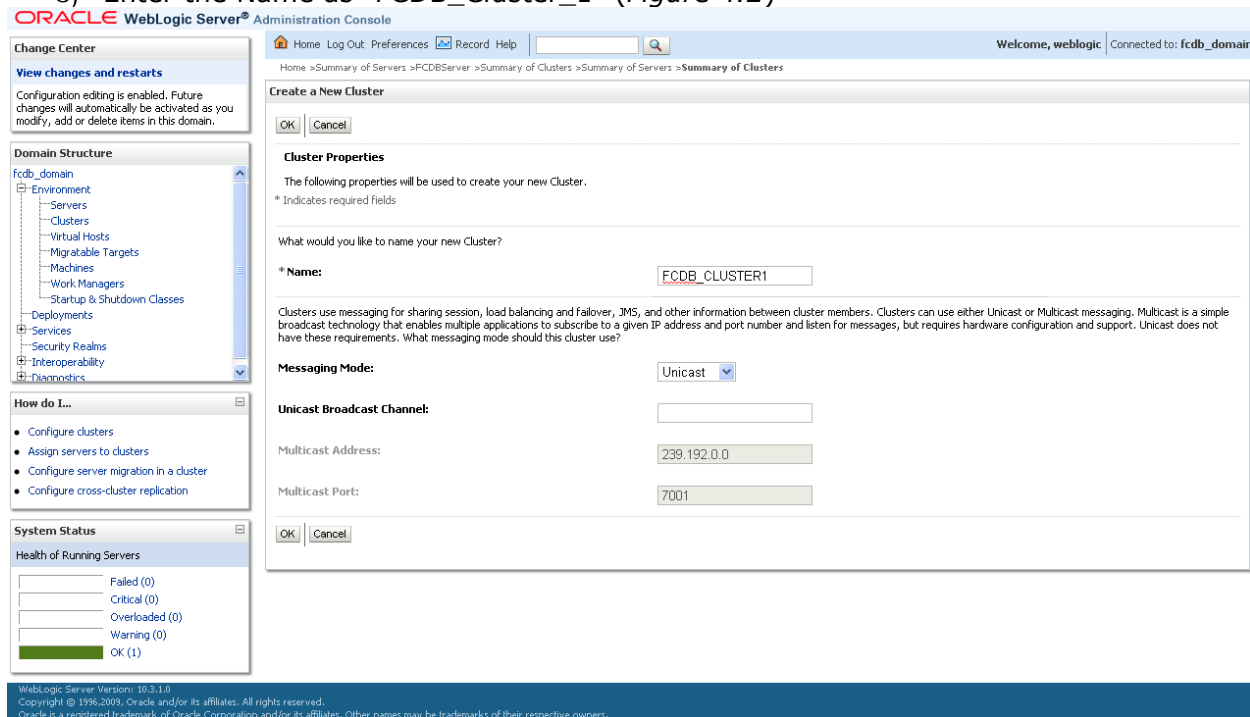 Enter the Name as "FCDB_Cluster_1" (Figure 4.2)
ORACLE WebLogic Server® Administration Console
Change Center
View changes and restarts
Configuration editing is enabled. Future
changes will automatically be activated as you
modify, add or delete items in this domain.
Domain Structure
fcdb_domain
Environment
Servers
Clusters
Virtual Hosts
Migratable Targets
Machines
Work Managers
Startup & Shutdown Classes
Deployments
Services
Security Realms
Interoperability
Diagnostics
How do I...
Configure clusters
Assign servers to clusters
Configure server migration in a cluster
Configure cross-cluster replication
System Status
Health of Running Servers
Failed (0)
Critical (0)
Overloaded (0)
Warning (0)
OK (1)
Home Log Out Preferences Record Help
Welcome, weblogic Connected to: fcdb_domain
Home >Summary of Servers >FCDBServer >Summary of Clusters >Summary of Servers >Summary of Clusters
Create a New Cluster
OK Cancel
Cluster Properties
The following properties will be used to create your new Cluster.
* Indicates required fields
What would you like to name your new Cluster?
* Name: FCDB_CLUSTER1
Clusters use messaging for sharing session, load balancing and failover, JMS, and other information between cluster members. Clusters can use either Unicast or Multicast messaging. Multicast is a simple
broadcast technology that enables multiple applications to subscribe to a given IP address and port number and listen for messages, but requires hardware configuration and support. Unicast does not
have these requirements. What messaging mode should this cluster use?
Messaging Mode: Unicast
Unicast Broadcast Channel:
Multicast Address: 239.192.0.0
Multicast Port: 7001
OK Cancel
WebLogic Server Version: 10.3.1.0
Copyright © 1996,2009, Oracle and/or its affiliates. All rights reserved.
Oracle is a registered trademark of Oracle Corporation and/or its affiliates. Other names may be trademarks of their respective owners.